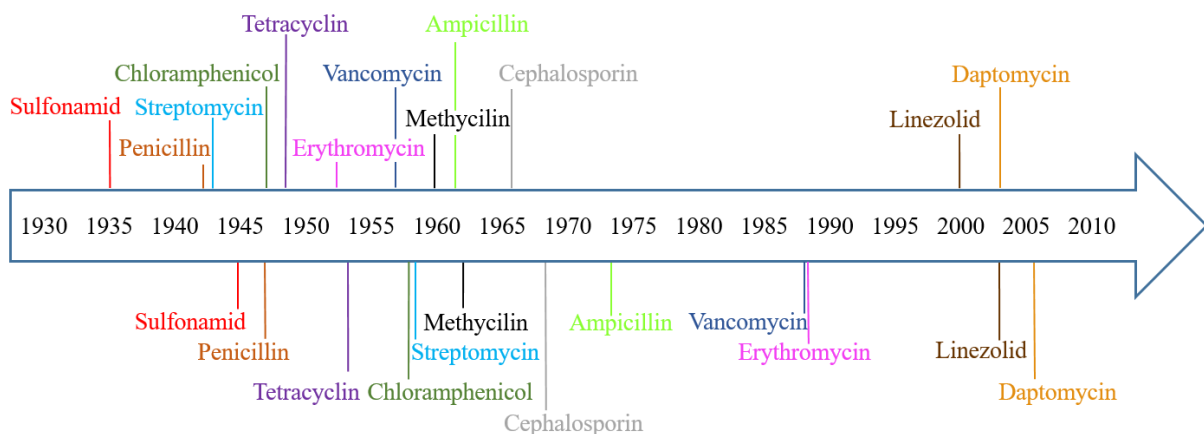 Tetracyclin
Ampicillin
Chloramphenicol
Vancomycin
Cephalosporin
Daptomycin
Sulfonamid
Streptomycin
Methycilin
Linezolid
Penicillin
Erythromycin
1930 1935 1940 1945 1950 1955 1960 1965 1970 1975 1980 1985 1990 1995 2000 2005 2010
Sulfonamid
Methycilin
Ampicillin
Vancomycin
Penicillin
Streptomycin
Erythromycin
Linezolid
Tetracyclin
Chloramphenicol
Daptomycin
Cephalosporin